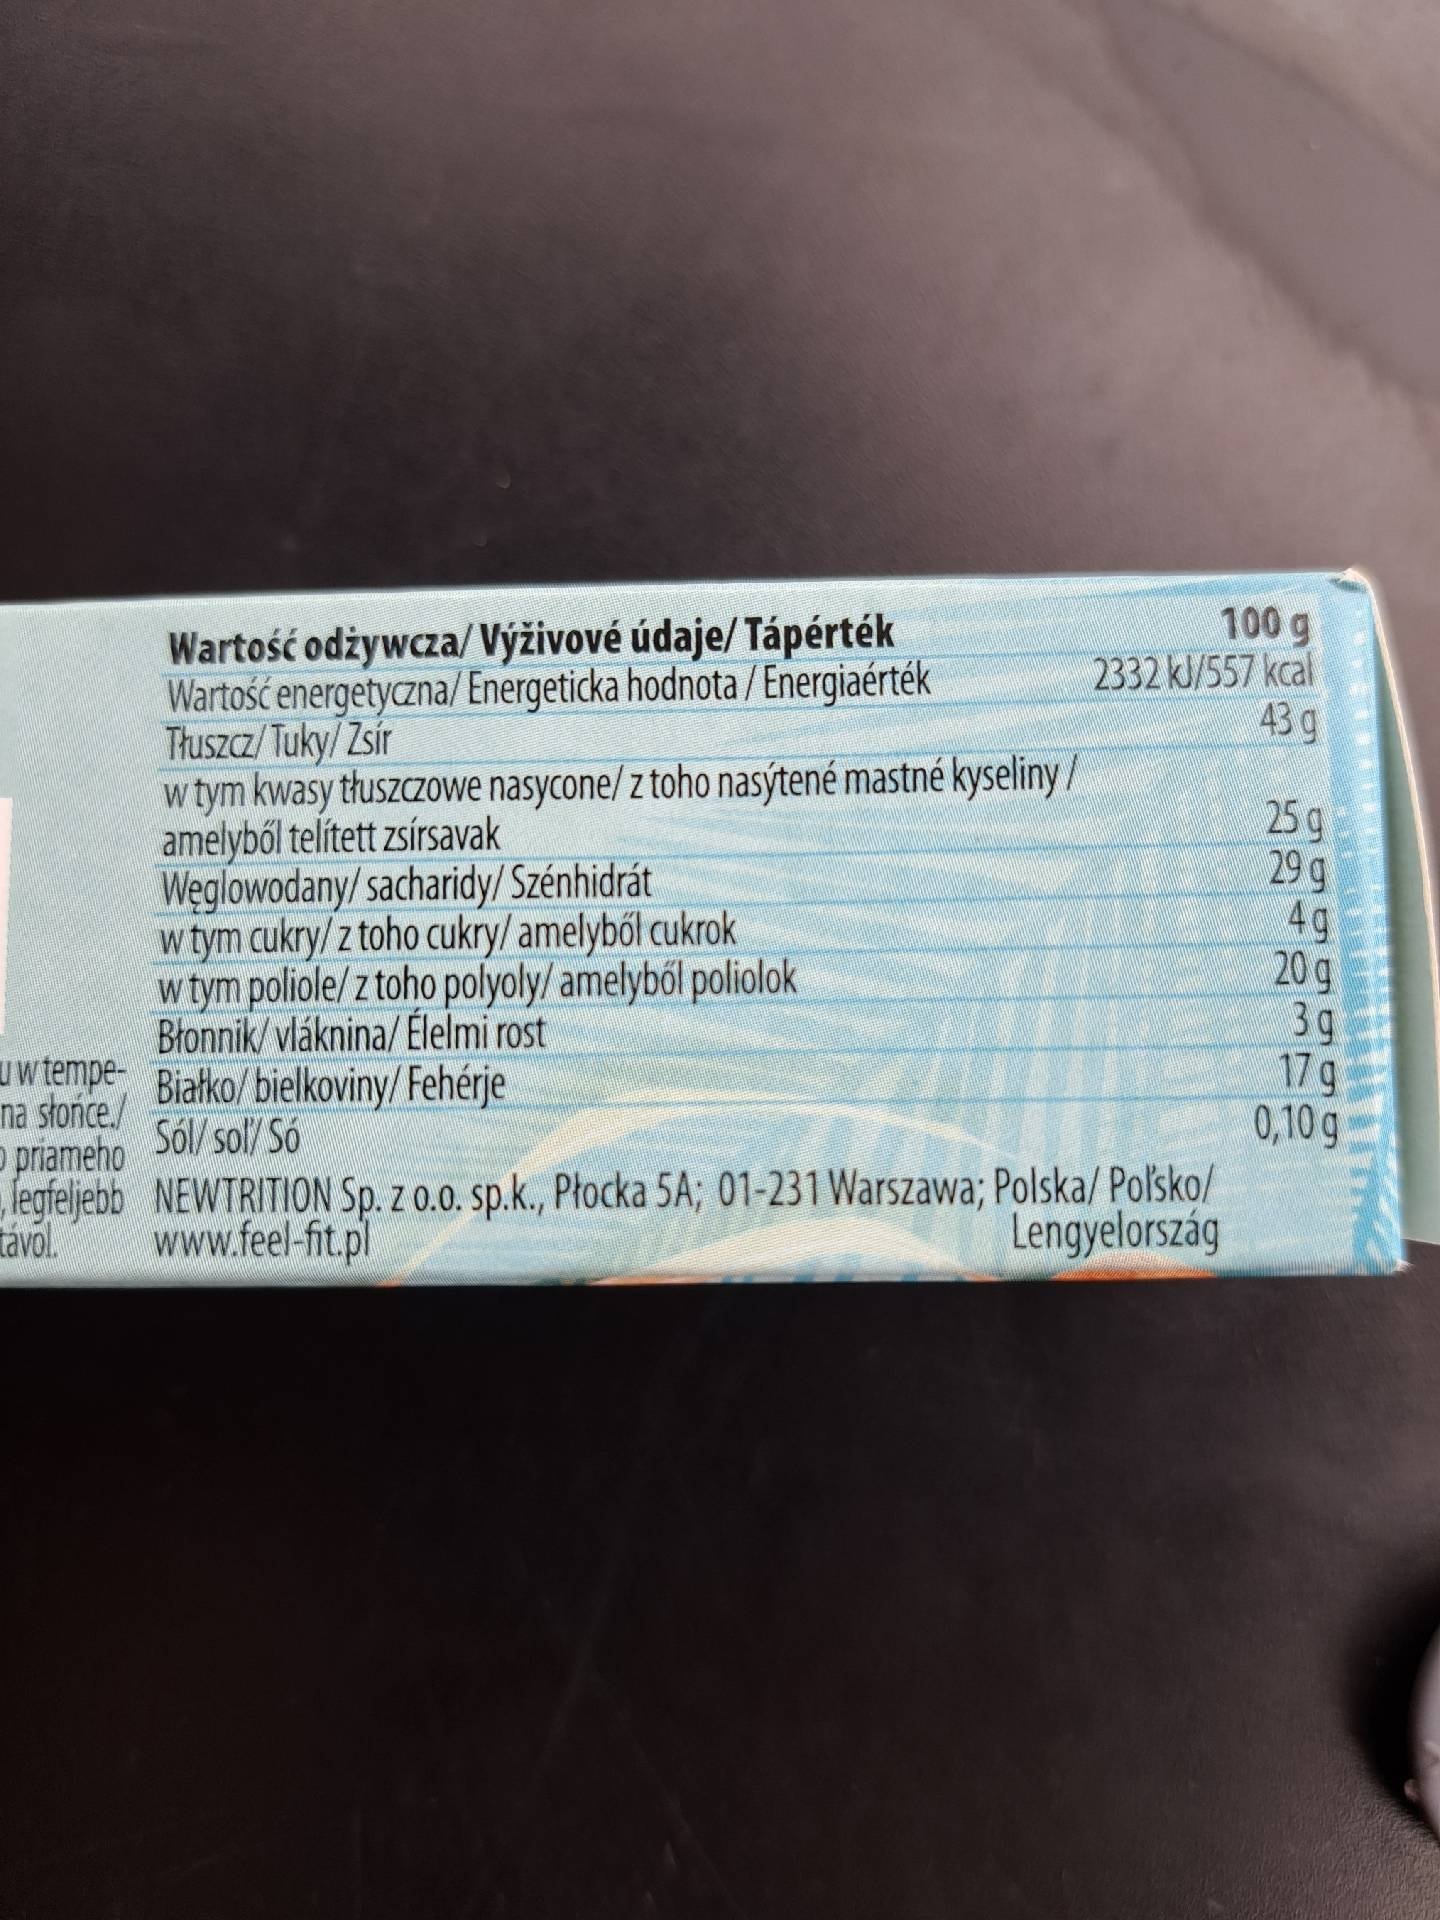 Wartość odżywcza/ Výživové údaje/ Tápérték 100 g
Wartość energetyczna/ Energeticka hodnota / Energiaérték 2332 kJ/557 kcal
Tłuszcz/ Tuky/ Zsír 43 g
w tym kwasy tłuszczowe nasycone/ z toho nasýtené mastné kyseliny /
amelyből telített zsírsavak 25 g
Węglowodany/ sacharidy/ Szénhidrát 29 g
w tym cukry/ z toho cukry/ amelyből cukrok 4 g
w tym poliole/ z toho polyoly/ amelyből poliolok 20 g
Błonnik/ vláknina/ Élelmi rost 3 g
Białko/ bielkoviny/ Fehérje 17 g
Sól/ soľ/ Só 0,10 g
NEWTRITION Sp. z o.o. sp.k., Płocka 5A; 01-231 Warszawa; Polska/ Poľsko/
www.feel-fit.pl Lengyelország
u w tempe-
na słońce./
priameho
legfeljebb
távol.